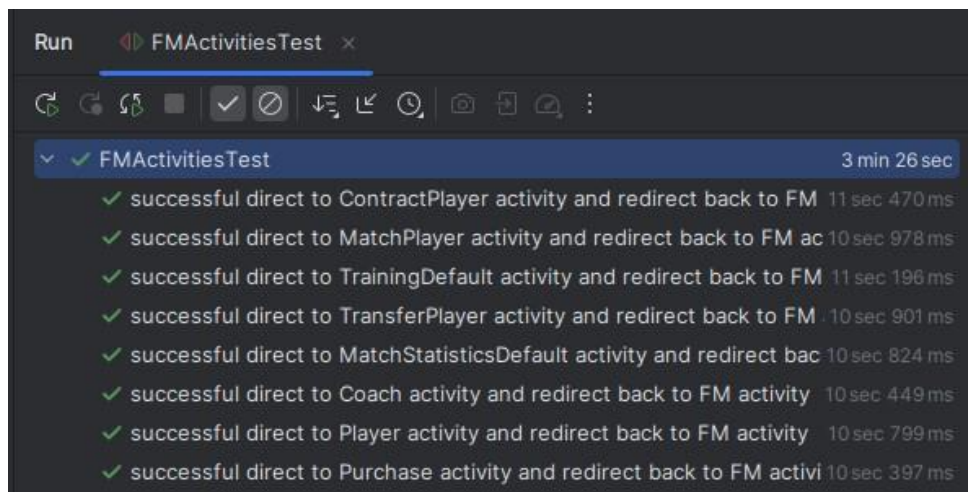 Run FMActivitiesTest ×
FMActivitiesTest 3 min 26 sec
successful direct to ContractPlayer activity and redirect back to FM 11 sec 470 ms
successful direct to MatchPlayer activity and redirect back to FM ac 10 sec 978 ms
successful direct to TrainingDefault activity and redirect back to FM 11 sec 196 ms
successful direct to TransferPlayer activity and redirect back to FM 10 sec 901 ms
successful direct to MatchStatisticsDefault activity and redirect bac 10 sec 824 ms
successful direct to Coach activity and redirect back to FM activity 10 sec 449 ms
successful direct to Player activity and redirect back to FM activity 10 sec 799 ms
successful direct to Purchase activity and redirect back to FM activi 10 sec 397 ms